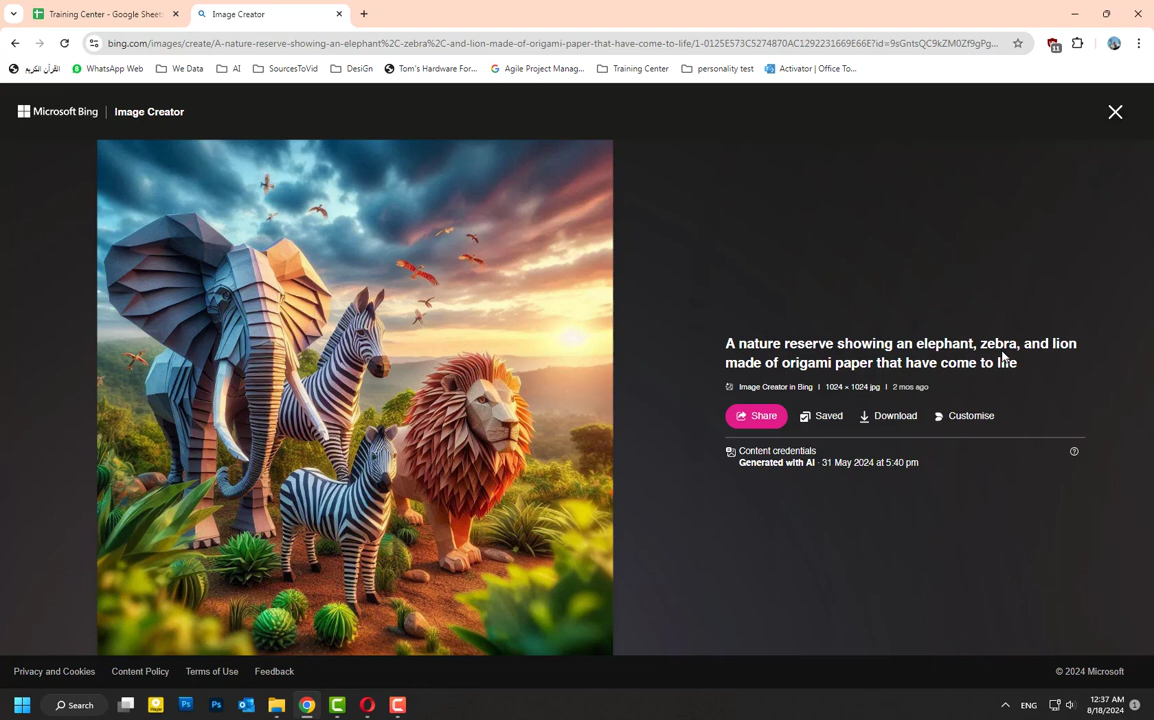 Training Center - Google Sheets
Image Creator
bing.com/images/create/A-nature-reserve-showing-an-elephant%2C-zebra%2C-and-lion-made-of-origami-paper-that-have-come-to-life/1-0125E573C5274870AC1292231669E66E?id=9sGntsQC9kZM0Zf9gPg...
11
القرآن الكريم
WhatsApp Web
We Data
AI
SourcesToVid
DesiGn
Tom's Hardware For...
Agile Project Manag...
Training Center
personality test
Activator | Office To...
Microsoft Bing | Image Creator
A nature reserve showing an elephant, zebra, and lion
made of origami paper that have come to life
Image Creator in Bing | 1024 × 1024 jpg | 2 mos ago
Share Saved Download Customise
Content credentials
Generated with AI · 31 May 2024 at 5:40 pm
Privacy and Cookies Content Policy Terms of Use Feedback © 2024 Microsoft
Search
Ps
Ps
ENG
12:37 AM
8/18/2024
1